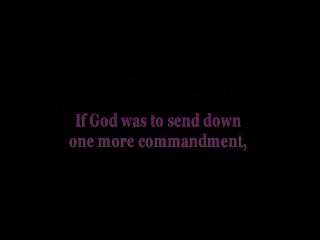 If God was to send down
one more commandment,